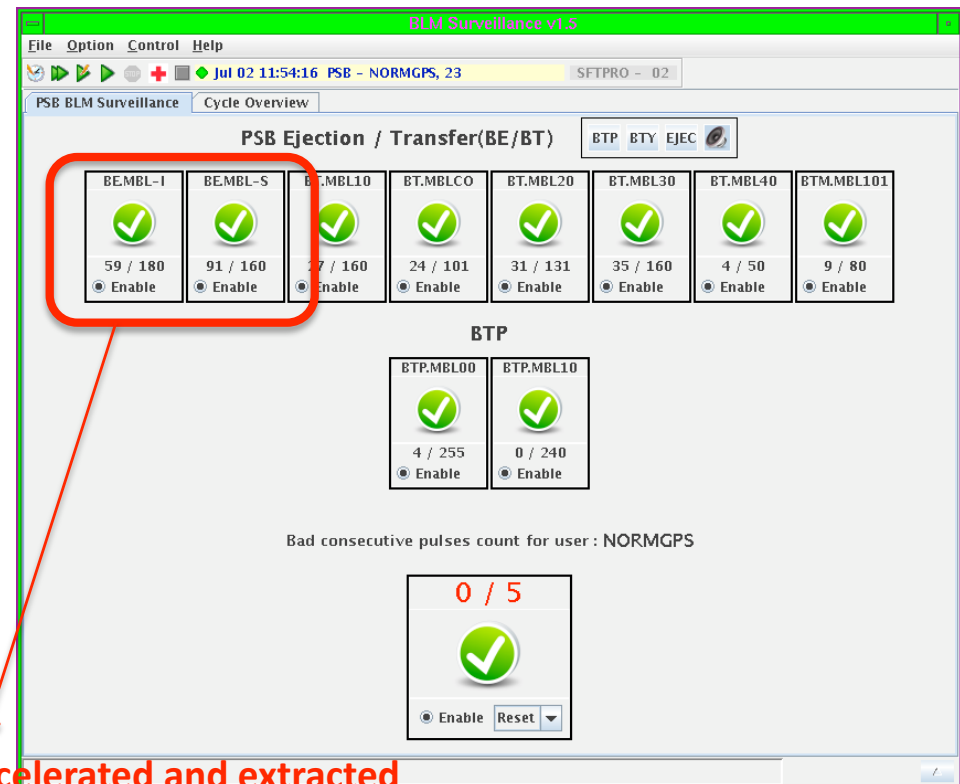 BLM Surveillance v1.5
File Option Control Help
Jul 02 11:54:16 PSB - NORMGPS, 23 SFTPRO - 02
PSB BLM Surveillance Cycle Overview
PSB Ejection / Transfer(BE/BT) BTP BTY EJEC
BE.MBL-I BE.MBL-S BT.MBL10 BT.MBLCO BT.MBL20 BT.MBL30 BT.MBL40 BTM.MBL101
59 / 180 91 / 160 / 160 24 / 101 31 / 131 35 / 160 4 / 50 9 / 80
Enable Enable Enable Enable Enable Enable Enable Enable
BTP
BTP.MBL00 BTP.MBL10
4 / 255 0 / 240
Enable Enable
Bad consecutive pulses count for user : NORMGPS
0 / 5
Enable Reset
celerated and extracted